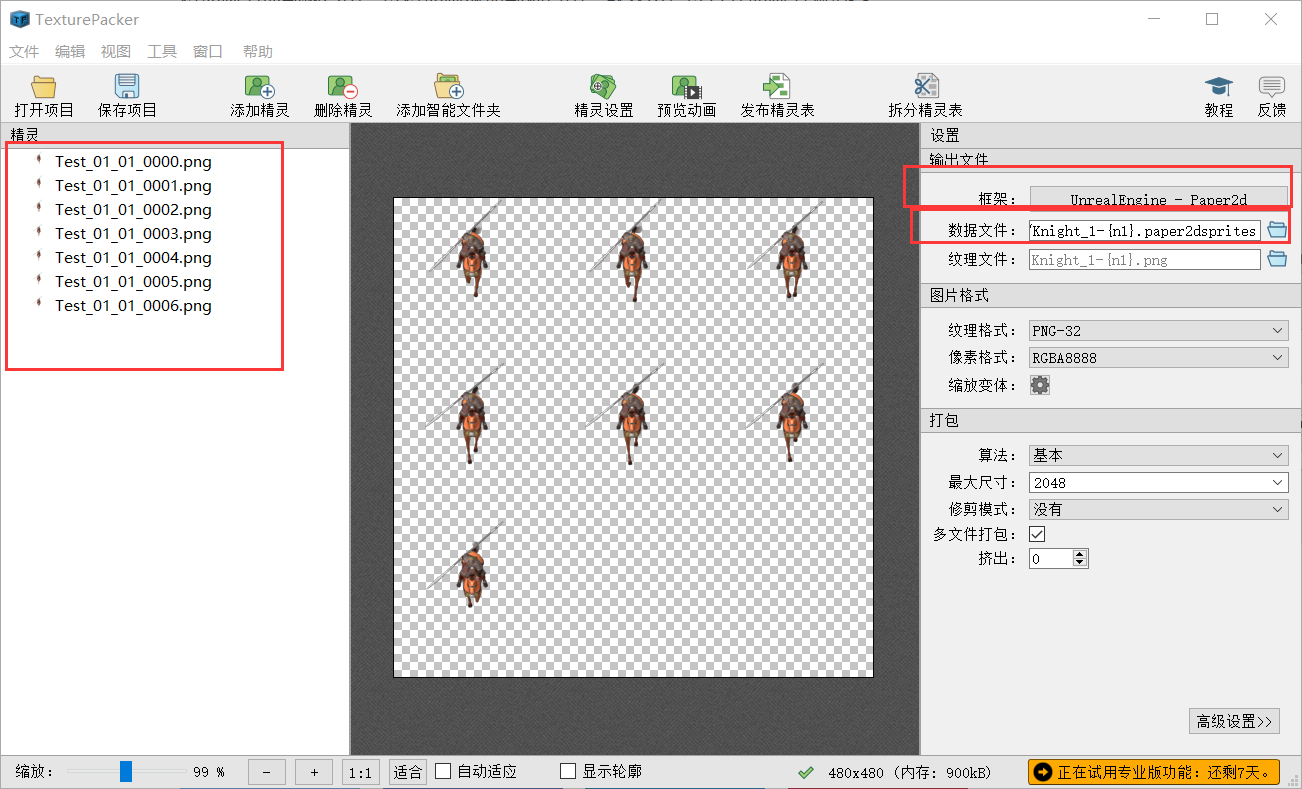 TexturePacker
文件 编辑 视图 工具 窗口 帮助
打开项目 保存项目 添加精灵 删除精灵 添加智能文件夹 精灵设置 预览动画 发布精灵表 拆分精灵表 教程 反馈
精灵
Test_01_01_0000.png
Test_01_01_0001.png
Test_01_01_0002.png
Test_01_01_0003.png
Test_01_01_0004.png
Test_01_01_0005.png
Test_01_01_0006.png
设置
输出文件
框架： UnrealEngine - Paper2d
数据文件： Knight_1-{n1}.paper2dsprites
纹理文件： Knight_1-{n1}.png
图片格式
纹理格式： PNG-32
像素格式： RGBA8888
缩放变体：
打包
算法： 基本
最大尺寸： 2048
修剪模式： 没有
多文件打包：
挤出： 0
高级设置>>
缩放： 99 % - + 1:1 适合 自动适应 显示轮廓 480x480 (内存: 900kB) 正在试用专业版功能：还剩7天。